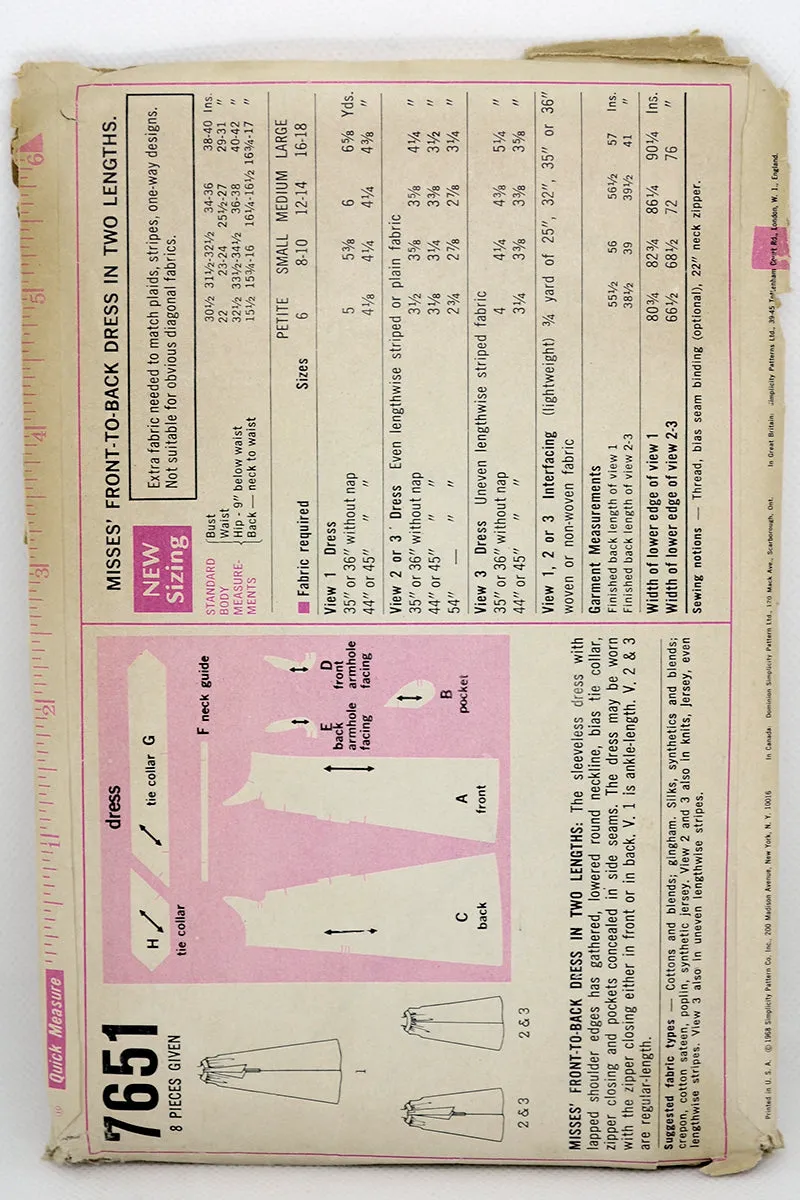 Quick Measure
1
2
3
4
5
6
7651
8 PIECES GIVEN
1
2 & 3
2 & 3
dress
H
tie collar
tie collar G
F neck guide
E
back
armhole
facing
D
front
armhole
facing
C
back
A
front
B
pocket
MISSES' FRONT-TO-BACK DRESS IN TWO LENGTHS: The sleeveless dress with
lapped shoulder edges has gathered, lowered round neckline, bias tie collar,
zipper closing and pockets concealed in side seams. The dress may be worn
with the zipper closing either in front or in back. V. 1 is ankle-length. V. 2 & 3
are regular-length.
Suggested fabric types — Cottons and blends; gingham. Silks, synthetics and blends;
crepon, cotton sateen, poplin, synthetic jersey. View 2 and 3 also in knits, jersey, even
lengthwise stripes. View 3 also in uneven lengthwise stripes.
MISSES' FRONT-TO-BACK DRESS IN TWO LENGTHS.
NEW
Sizing
Extra fabric needed to match plaids, stripes, one-way designs.
Not suitable for obvious diagonal fabrics.
STANDARD
BODY
MEASURE-
MENTS
Bust 30½ 31½-32½ 34-36 38-40 Ins.
Waist 22 23-24 25½-27 29-31 "
Hip - 9" below waist 32½ 33½-34½ 36-38 40-42 "
Back — neck to waist 15½ 15¾-16 16¼-16½ 16¾-17 "
PETITE SMALL MEDIUM LARGE
Fabric required Sizes 6 8-10 12-14 16-18
View 1 Dress
35" or 36" without nap 5 5⅜ 6 6⅝ Yds.
44" or 45" " " 4⅛ 4¼ 4¼ 4⅜ "
View 2 or 3 Dress Even lengthwise striped or plain fabric
35" or 36" without nap 3½ 3⅝ 3⅝ 4¼ "
44" or 45" " " 3⅛ 3¼ 3⅜ 3½ "
54" — " " 2¾ 2⅞ 2⅞ 3¼ "
View 3 Dress Uneven lengthwise striped fabric
35" or 36" without nap 4 4¼ 4⅜ 5¼ "
44" or 45" " " 3¼ 3⅜ 3⅜ 3⅝ "
View 1, 2 or 3 Interfacing (lightweight) ¾ yard of 25", 32", 35" or 36"
woven or non-woven fabric
Garment Measurements
Finished back length of view 1 55½ 56 56½ 57 Ins.
Finished back length of view 2-3 38½ 39 39½ 41 "
Width of lower edge of view 1 80¾ 82¾ 86¼ 90¼ Ins.
Width of lower edge of view 2-3 66½ 68½ 72 76 "
Sewing notions — Thread, bias seam binding (optional), 22" neck zipper.
Printed in U. S. A. © 1968 Simplicity Pattern Co. Inc., 200 Madison Avenue, New York, N. Y. 10016 In Canada Dominion Simplicity Pattern Ltd., 120 Mack Ave., Scarborough, Ont. In Great Britain: Simplicity Patterns Ltd., 39-45 Tottenham Court Rd., London, W. 1., England.